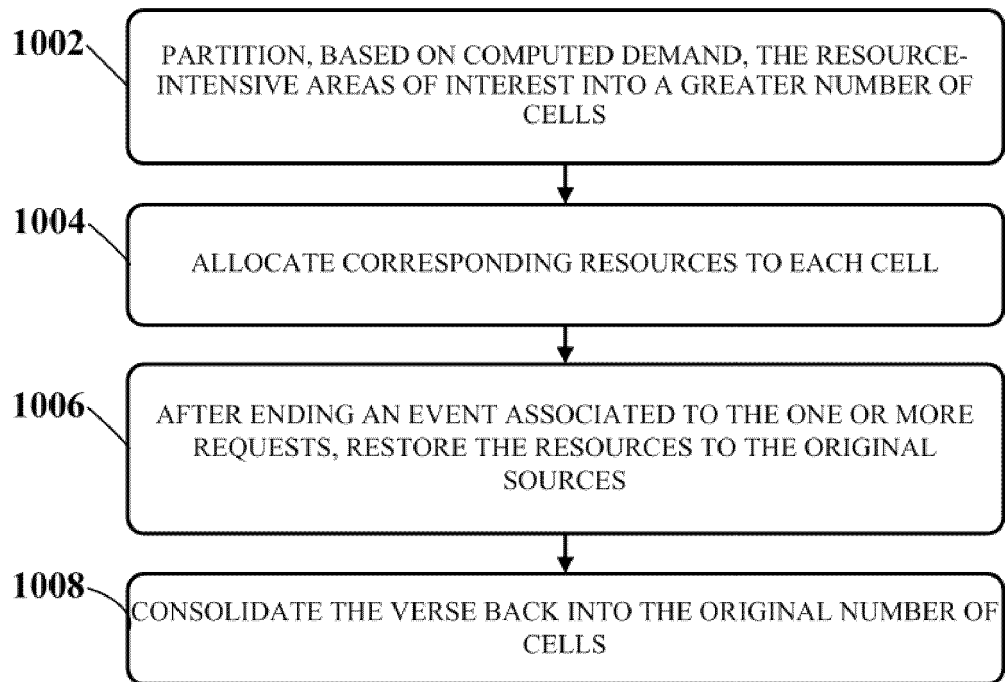 1002
PARTITION, BASED ON COMPUTED DEMAND, THE RESOURCE-
INTENSIVE AREAS OF INTEREST INTO A GREATER NUMBER OF
CELLS
1004
ALLOCATE CORRESPONDING RESOURCES TO EACH CELL
1006
AFTER ENDING AN EVENT ASSOCIATED TO THE ONE OR MORE
REQUESTS, RESTORE THE RESOURCES TO THE ORIGINAL
SOURCES
1008
CONSOLIDATE THE VERSE BACK INTO THE ORIGINAL NUMBER OF
CELLS